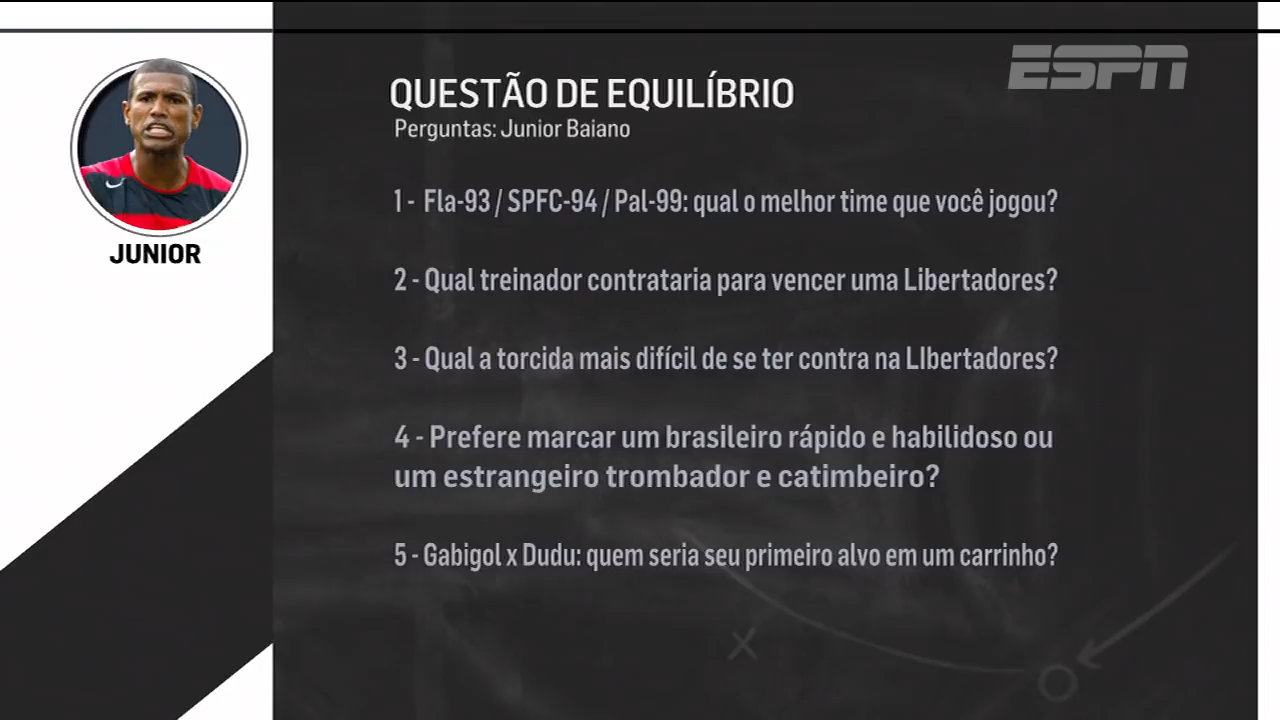 ESPN
QUESTÃO DE EQUILÍBRIO
Perguntas: Junior Baiano
JUNIOR
1 - Fla-93 / SPFC-94 / Pal-99: qual o melhor time que você jogou?
2 - Qual treinador contrataria para vencer uma Libertadores?
3 - Qual a torcida mais difícil de se ter contra na LIbertadores?
4 - Prefere marcar um brasileiro rápido e habilidoso ou
um estrangeiro trombador e catimbeiro?
5 - Gabigol x Dudu: quem seria seu primeiro alvo em um carrinho?